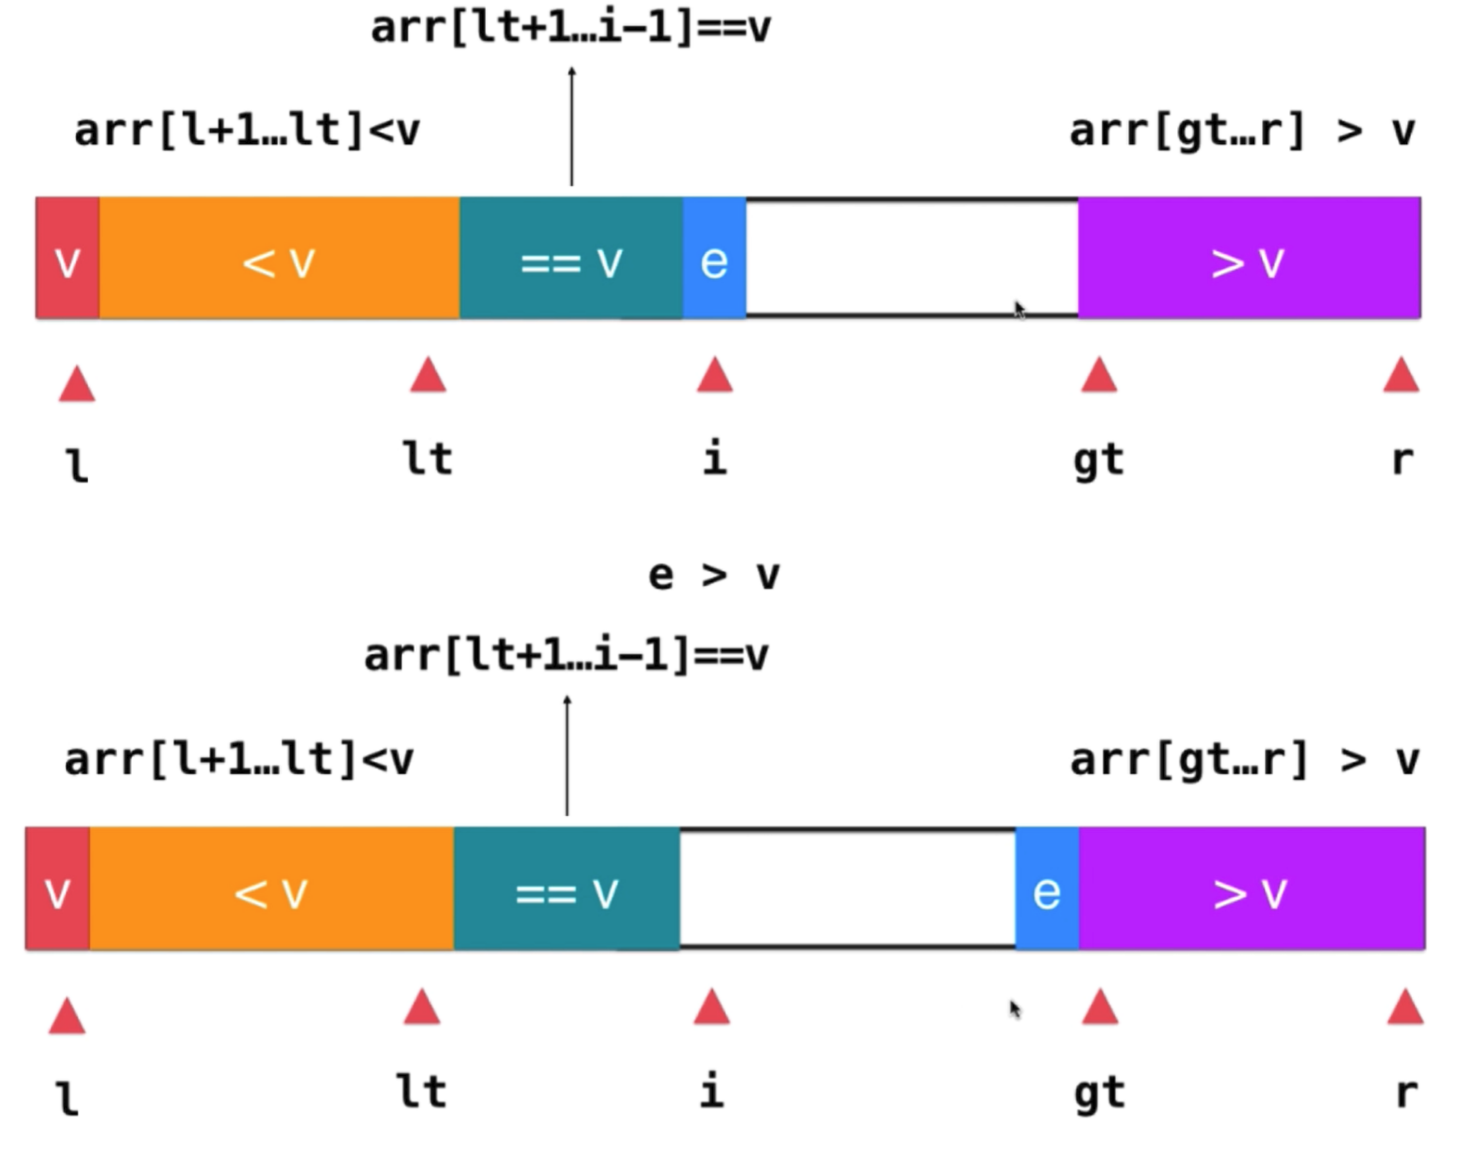 arr[lt+1…i-1]==v
arr[l+1…lt]<v
arr[gt…r] > v
v
< v
== v
e
> v
l
lt
i
gt
r
e > v
arr[lt+1…i-1]==v
arr[l+1…lt]<v
arr[gt…r] > v
v
< v
== v
e
> v
l
lt
i
gt
r